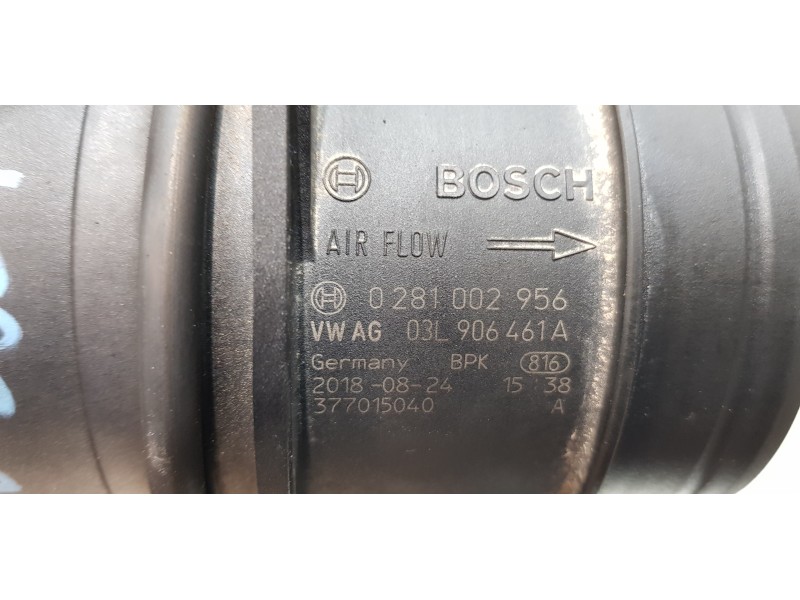 BOSCH
AIR FLOW
0 281 002 956
VW AG 03L 906 461 A
Germany BPK 816
2018-08-24 15:38
377015040 A